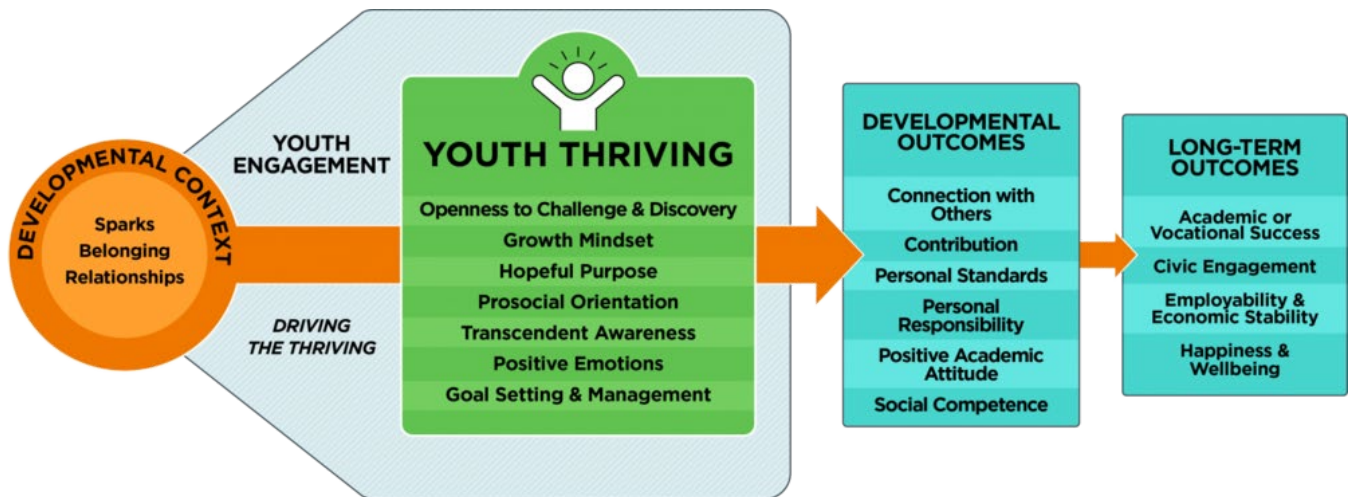 DEVELOPMENTAL CONTEXT
Sparks
Belonging
Relationships
YOUTH
ENGAGEMENT
DRIVING
THE THRIVING
YOUTH THRIVING
Openness to Challenge & Discovery
Growth Mindset
Hopeful Purpose
Prosocial Orientation
Transcendent Awareness
Positive Emotions
Goal Setting & Management
DEVELOPMENTAL
OUTCOMES
Connection with
Others
Contribution
Personal Standards
Personal
Responsibility
Positive Academic
Attitude
Social Competence
LONG-TERM
OUTCOMES
Academic or
Vocational Success
Civic Engagement
Employability &
Economic Stability
Happiness &
Wellbeing